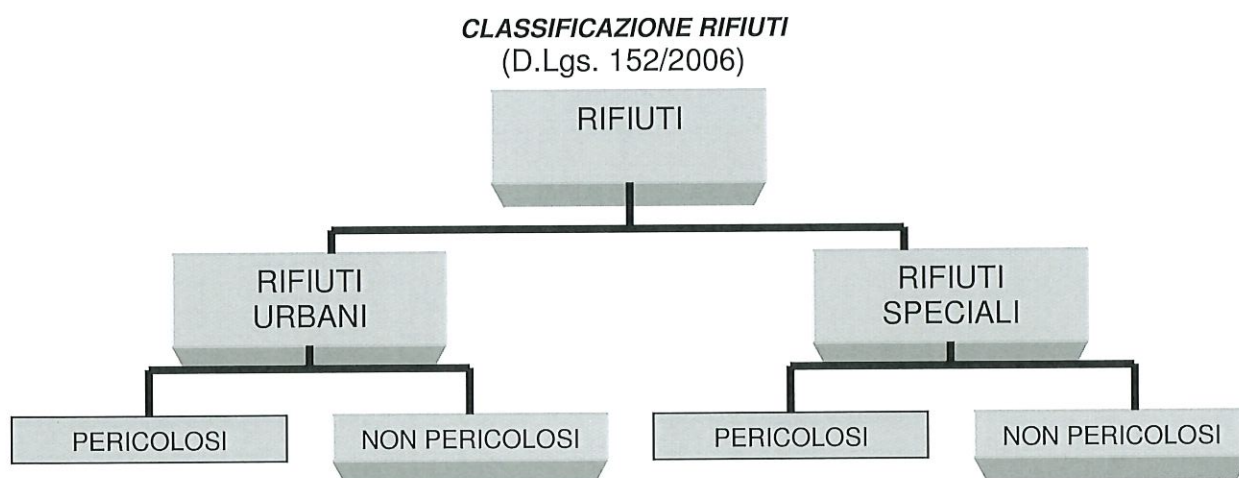 CLASSIFICAZIONE RIFIUTI
(D.Lgs. 152/2006)
RIFIUTI
RIFIUTI
URBANI
RIFIUTI
SPECIALI
PERICOLOSI
NON PERICOLOSI
PERICOLOSI
NON PERICOLOSI